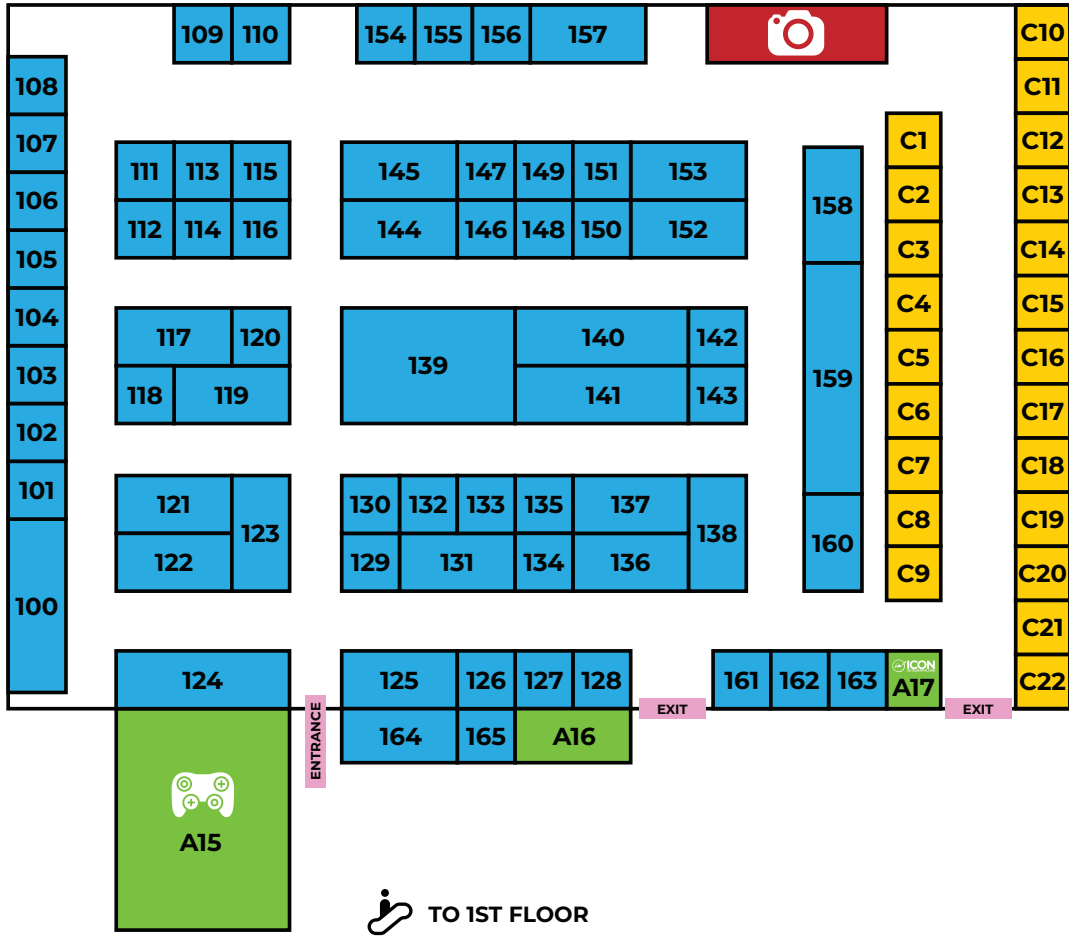 109 110 154 155 156 157 C10
108 C11
107 C1 C12
111 113 115 145 147 149 151 153
106 158 C2 C13
112 114 116 144 146 148 150 152
105 C3 C14
104 C4 C15
117 120 139 140 142
103 159 C5 C16
118 119 141 143
102 C6 C17
101 C7 C18
121 123 130 132 133 135 137 138
160 C8 C19
122 129 131 134 136
100 C9 C20
C21
124 125 126 127 128 161 162 163 ICON
A17 C22
ENTRANCE
EXIT
EXIT
164 165 A16
A15
TO 1ST FLOOR